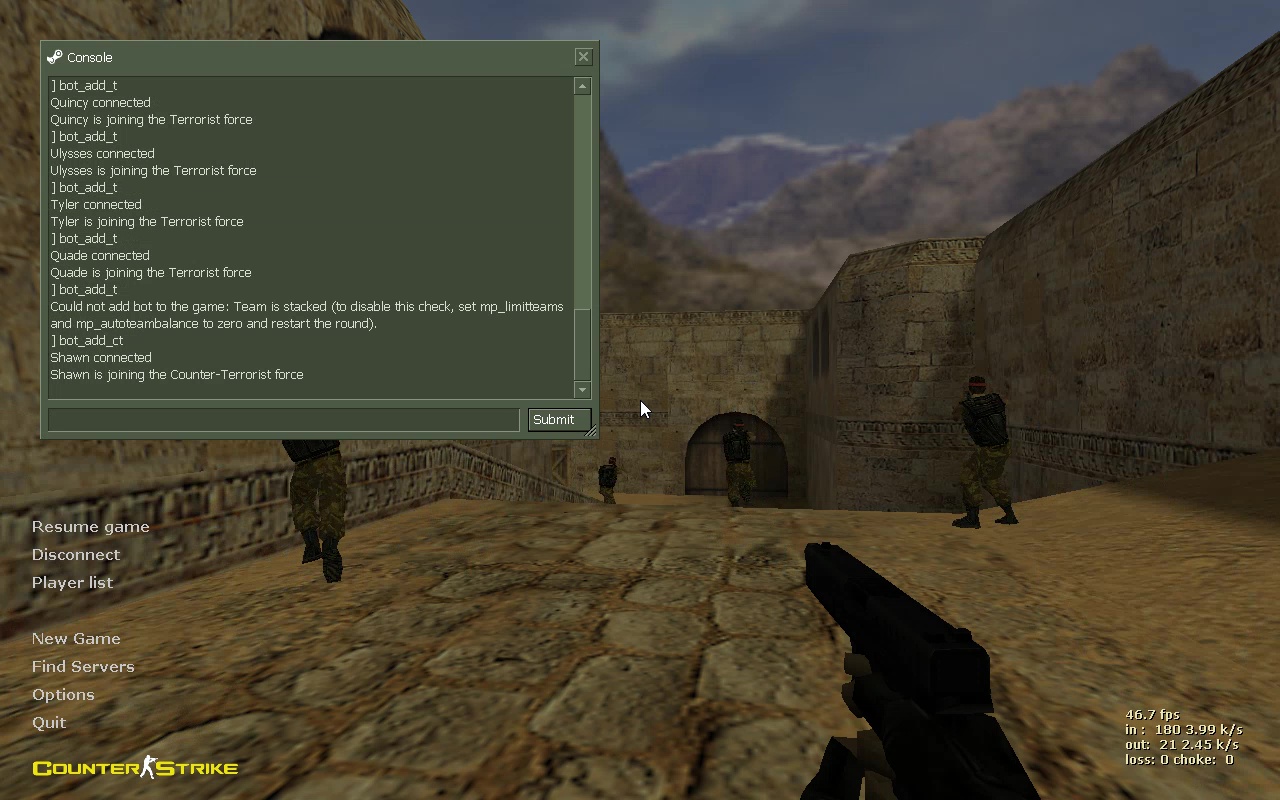 Console
] bot_add_t
Quincy connected
Quincy is joining the Terrorist force
] bot_add_t
Ulysses connected
Ulysses is joining the Terrorist force
] bot_add_t
Tyler connected
Tyler is joining the Terrorist force
] bot_add_t
Quade connected
Quade is joining the Terrorist force
] bot_add_t
Could not add bot to the game: Team is stacked (to disable this check, set mp_limitteams
and mp_autoteambalance to zero and restart the round).
] bot_add_ct
Shawn connected
Shawn is joining the Counter-Terrorist force
Submit
Resume game
Disconnect
Player list
New Game
Find Servers
Options
Quit
COUNTER STRIKE
46.7 fps
in :  180 3.99 k/s
out:  21 2.45 k/s
loss: 0 choke:  0